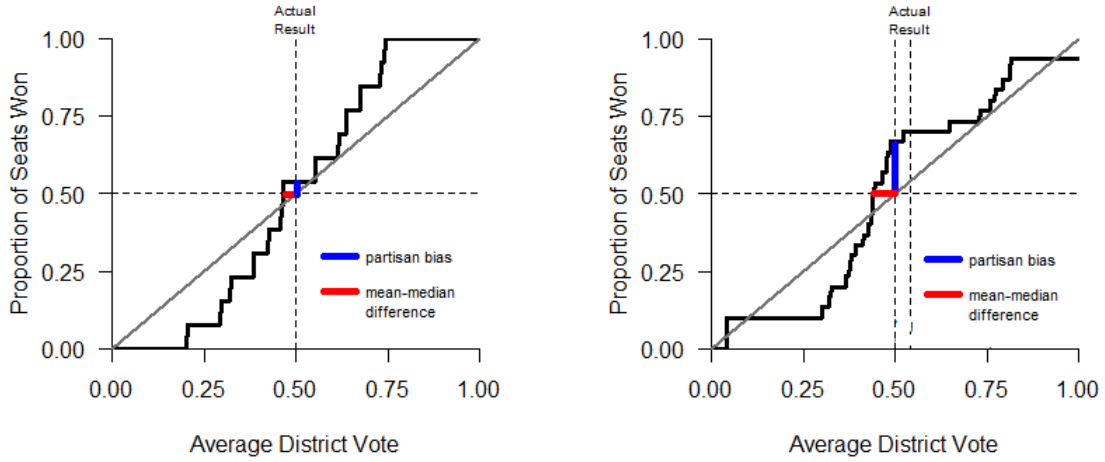 Actual
Result
1.00
0.75
0.50
0.25
0.00
Proportion of Seats Won
partisan bias
mean-median
difference
0.00 0.25 0.50 0.75 1.00
Average District Vote
Actual
Result
1.00
0.75
0.50
0.25
0.00
Proportion of Seats Won
partisan bias
mean-median
difference
0.00 0.25 0.50 0.75 1.00
Average District Vote